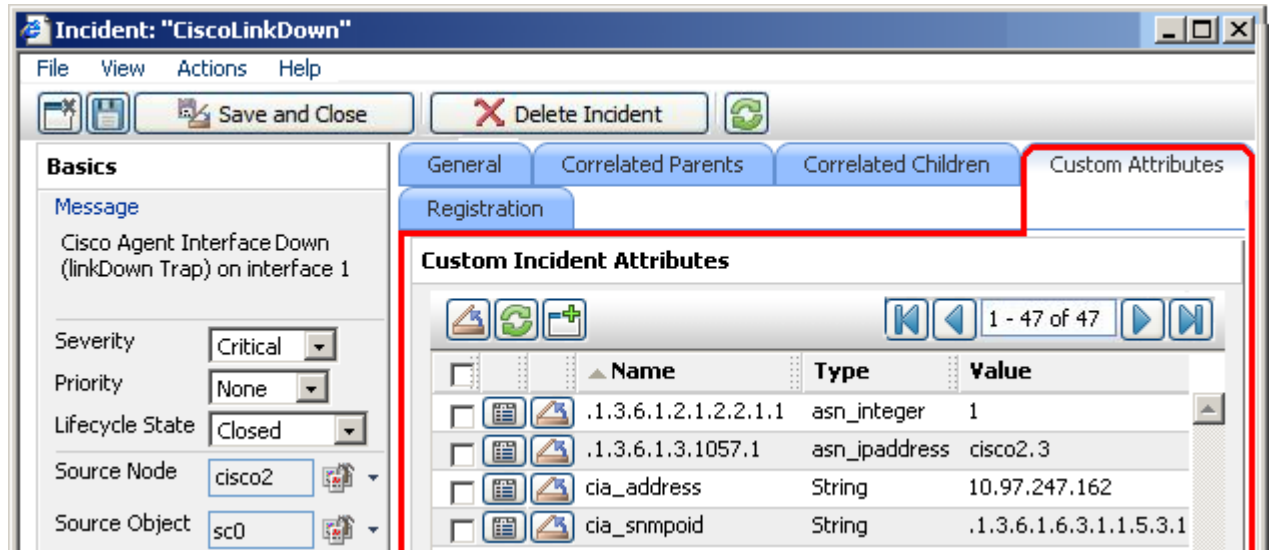 Incident: "CiscoLinkDown"
File View Actions Help
Save and Close Delete Incident
Basics
Message
Cisco Agent Interface Down
(linkDown Trap) on interface 1
Severity Critical
Priority None
Lifecycle State Closed
Source Node cisco2
Source Object sc0
General Correlated Parents Correlated Children Custom Attributes
Registration
Custom Incident Attributes
1 - 47 of 47
Name Type Value
.1.3.6.1.2.1.2.2.1.1 asn_integer 1
.1.3.6.1.3.1057.1 asn_ipaddress cisco2.3
cia_address String 10.97.247.162
cia_snmpoid String .1.3.6.1.6.3.1.1.5.3.1